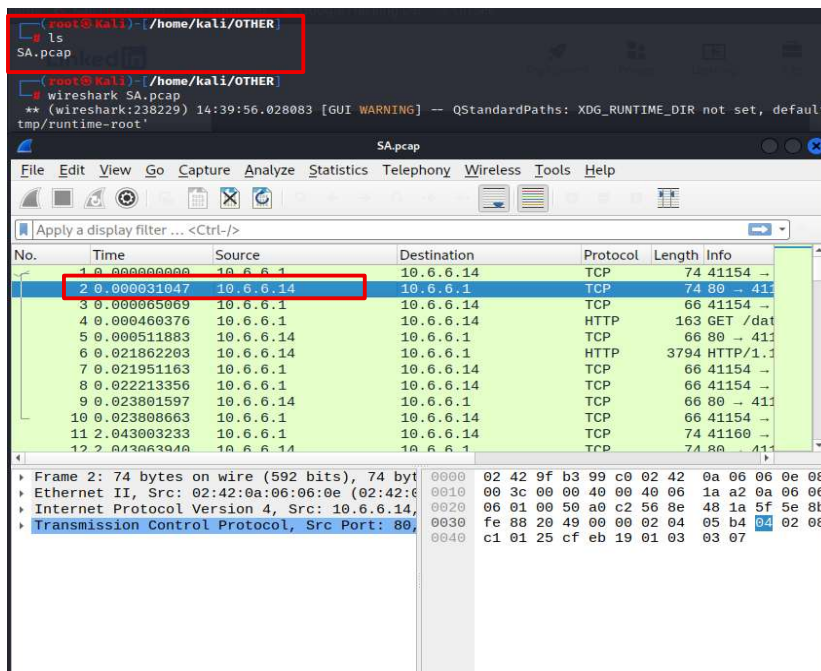 (root㉿Kali)-[/home/kali/OTHER]
# ls
SA.pcap
(root㉿Kali)-[/home/kali/OTHER]
# wireshark SA.pcap
** (wireshark:238229) 14:39:56.028083 [GUI WARNING] -- QStandardPaths: XDG_RUNTIME_DIR not set, defaul
tmp/runtime-root'
SA.pcap
File Edit View Go Capture Analyze Statistics Telephony Wireless Tools Help
Apply a display filter ... <Ctrl-/>
No. Time Source Destination Protocol Length Info
1 0.000000000 10.6.6.1 10.6.6.14 TCP 74 41154 →
2 0.000031047 10.6.6.14 10.6.6.1 TCP 74 80 → 411
3 0.000065069 10.6.6.1 10.6.6.14 TCP 66 41154 →
4 0.000460376 10.6.6.1 10.6.6.14 HTTP 163 GET /dat
5 0.000511883 10.6.6.14 10.6.6.1 TCP 66 80 → 411
6 0.021862203 10.6.6.14 10.6.6.1 HTTP 3794 HTTP/1.1
7 0.021951163 10.6.6.1 10.6.6.14 TCP 66 41154 →
8 0.022213356 10.6.6.1 10.6.6.14 TCP 66 41154 →
9 0.023801597 10.6.6.14 10.6.6.1 TCP 66 80 → 411
10 0.023808663 10.6.6.1 10.6.6.14 TCP 66 41154 →
11 2.043003233 10.6.6.1 10.6.6.14 TCP 74 41160 →
12 2.043063940 10.6.6.14 10.6.6.1 TCP 74 80 → 411
Frame 2: 74 bytes on wire (592 bits), 74 byt
Ethernet II, Src: 02:42:0a:06:06:0e (02:42:0
Internet Protocol Version 4, Src: 10.6.6.14,
Transmission Control Protocol, Src Port: 80,
0000 02 42 9f b3 99 c0 02 42 0a 06 06 0e 08
0010 00 3c 00 00 40 00 40 06 1a a2 0a 06 06
0020 06 01 00 50 a0 c2 56 8e 48 1a 5f 5e 8b
0030 fe 88 20 49 00 00 02 04 05 b4 04 02 08
0040 c1 01 25 cf eb 19 01 03 03 07